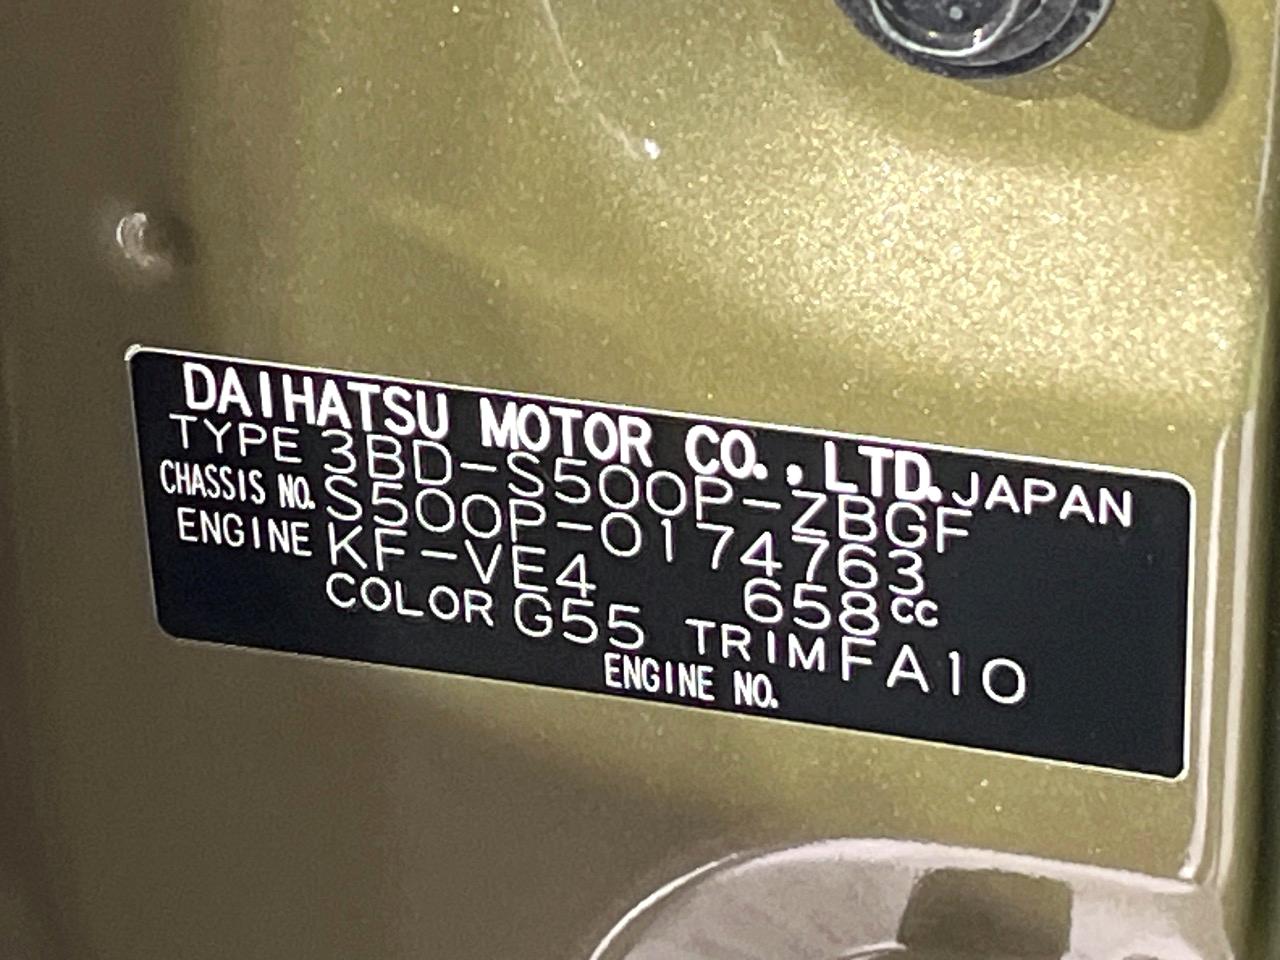 DAIHATSU MOTOR CO., LTD. JAPAN
TYPE 3BD-S500P-ZBGF
CHASSIS NO. S500P-0174763
ENGINE KF-VE4 658cc
COLOR G55 TRIM FA10
ENGINE NO.